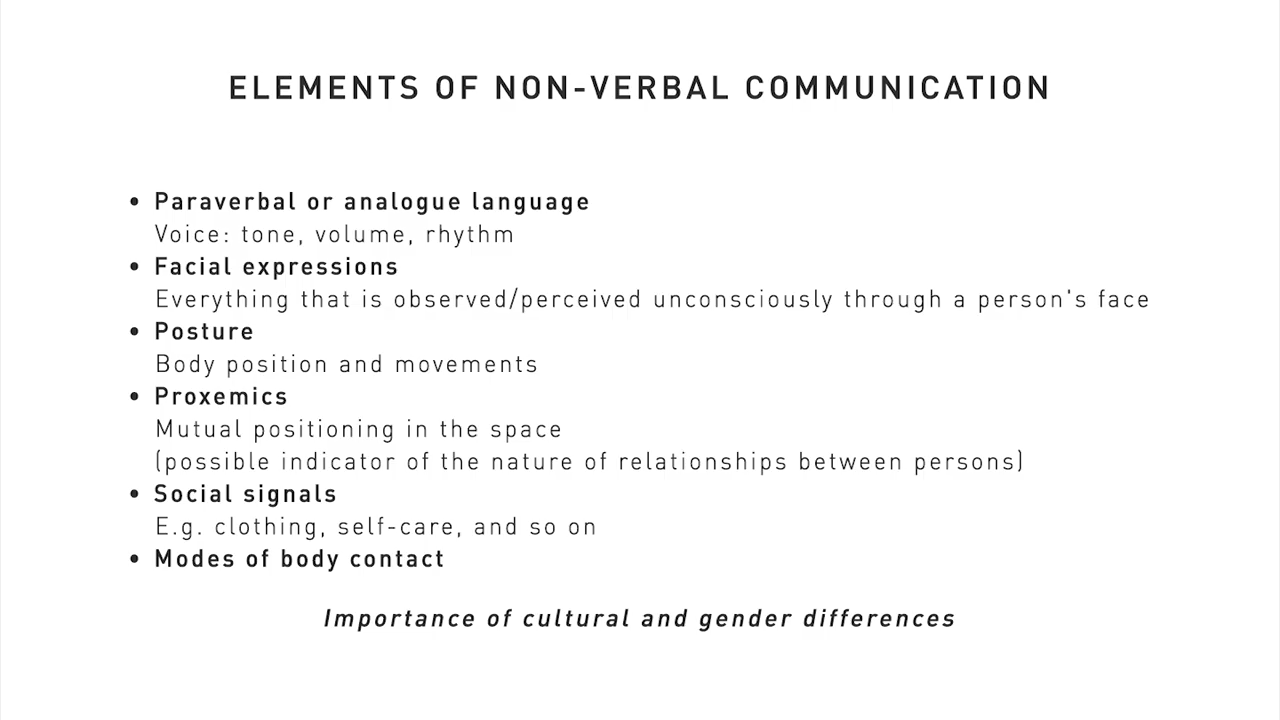 ELEMENTS OF NON-VERBAL COMMUNICATION
• Paraverbal or analogue language
Voice: tone, volume, rhythm
• Facial expressions
Everything that is observed/perceived unconsciously through a person's face
• Posture
Body position and movements
• Proxemics
Mutual positioning in the space
(possible indicator of the nature of relationships between persons)
• Social signals
E.g. clothing, self-care, and so on
• Modes of body contact
Importance of cultural and gender differences